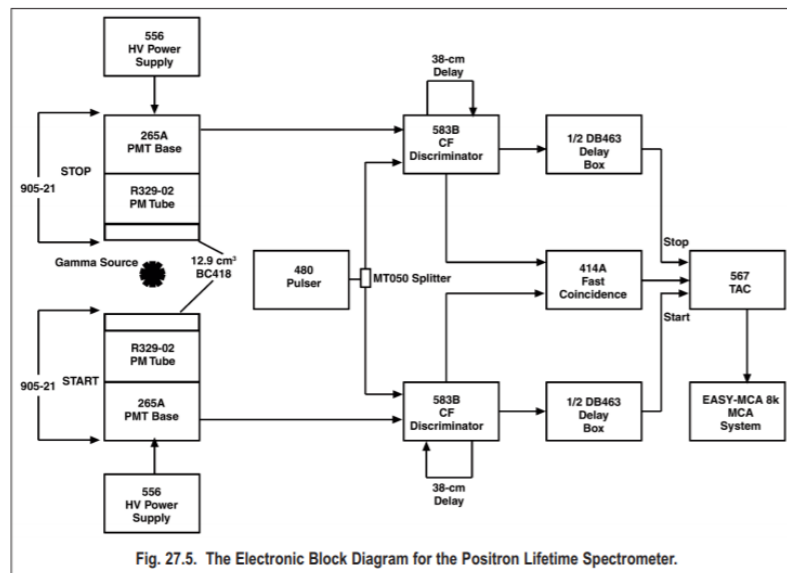 556
HV Power
Supply
38-cm
Delay
265A
PMT Base
583B
CF
Discriminator
1/2 DB463
Delay
Box
STOP
905-21
R329-02
PM Tube
Stop
Gamma Source
12.9 cm³
BC418
480
Pulser
MT050 Splitter
414A
Fast
Coincidence
567
TAC
Start
R329-02
PM Tube
905-21
START
265A
PMT Base
583B
CF
Discriminator
1/2 DB463
Delay
Box
EASY-MCA 8k
MCA
System
38-cm
Delay
556
HV Power
Supply
Fig. 27.5. The Electronic Block Diagram for the Positron Lifetime Spectrometer.